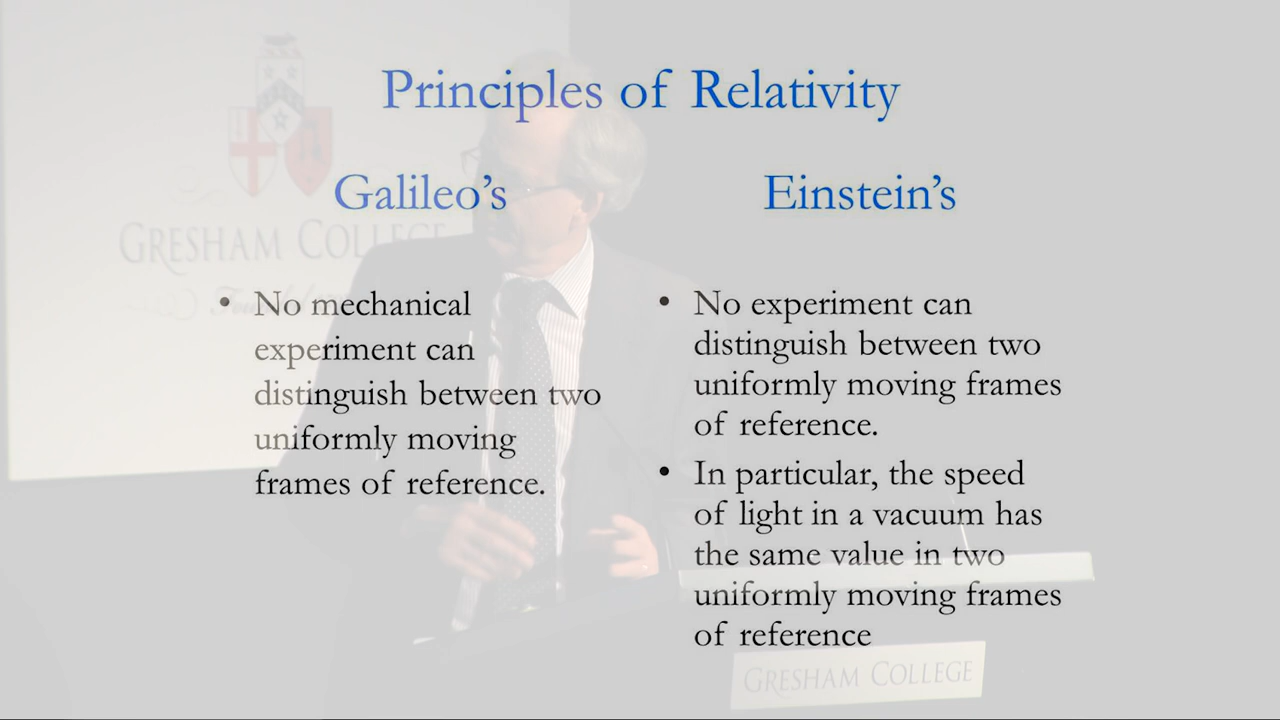 Principles of Relativity
Galileo's
Einstein's
• No mechanical
experiment can
distinguish between two
uniformly moving
frames of reference.
• No experiment can
distinguish between two
uniformly moving frames
of reference.
• In particular, the speed
of light in a vacuum has
the same value in two
uniformly moving frames
of reference
GRESHAM COLLEGE
GRESHAM COLLEGE